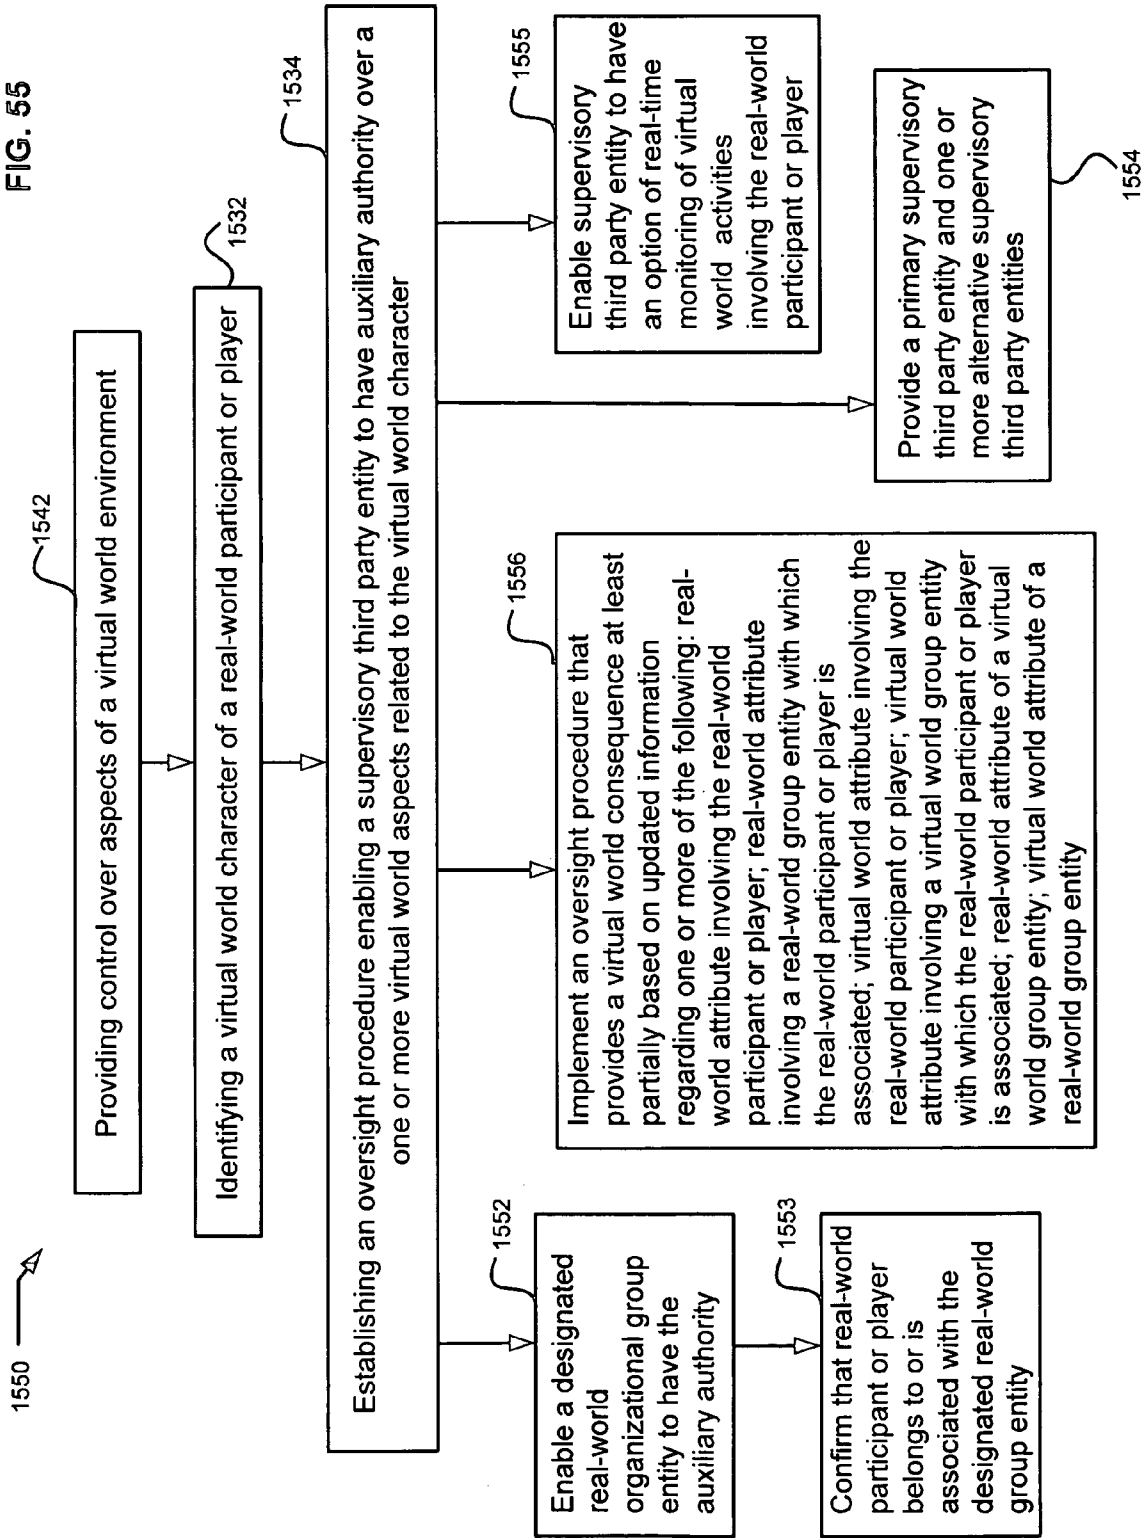 FIG. 55
1550
1542
Providing control over aspects of a virtual world environment
1532
Identifying a virtual world character of a real-world participant or player
1534
Establishing an oversight procedure enabling a supervisory third party entity to have auxiliary authority over a
one or more virtual world aspects related to the virtual world character
1552
Enable a designated
real-world
organizational group
entity to have the
auxiliary authority
1553
Confirm that real-world
participant or player
belongs to or is
associated with the
designated real-world
group entity
1556
Implement an oversight procedure that
provides a virtual world consequence at least
partially based on updated information
regarding one or more of the following: real-
world attribute involving the real-world
participant or player; real-world attribute
involving a real-world group entity with which
the real-world participant or player is
associated; virtual world attribute involving the
real-world participant or player; virtual world
attribute involving a virtual world group entity
with which the real-world participant or player
is associated; real-world attribute of a virtual
world group entity; virtual world attribute of a
real-world group entity
1555
Enable supervisory
third party entity to have
an option of real-time
monitoring of virtual
world activities
involving the real-world
participant or player
Provide a primary supervisory
third party entity and one or
more alternative supervisory
third party entities
1554